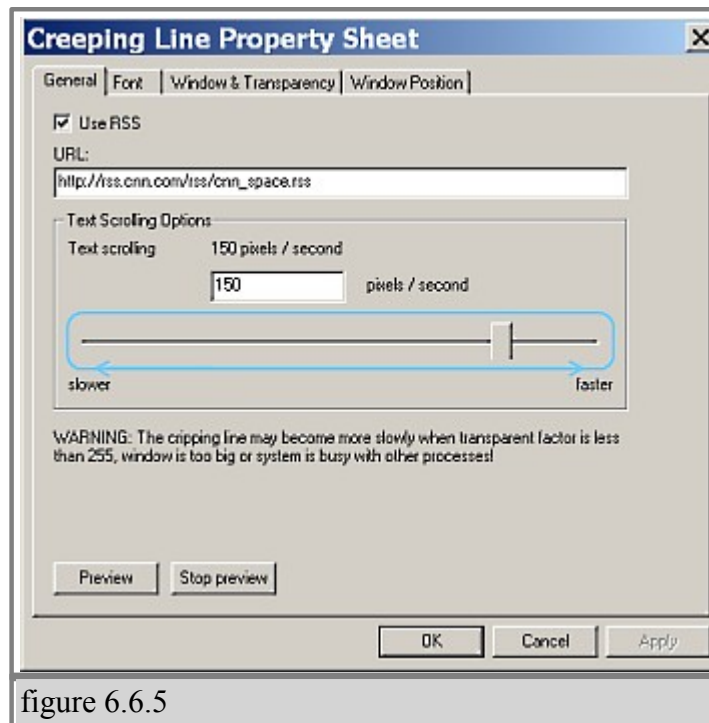 Creeping Line Property Sheet
General Font Window & Transparency Window Position
Use RSS
URL:
http://rss.cnn.com/rss/cnn_space.rss
Text Scrolling Options
Text scrolling 150 pixels / second
150 pixels / second
slower faster
WARNING: The cripping line may become more slowly when transparent factor is less
than 255, window is too big or system is busy with other processes!
Preview Stop preview
OK Cancel Apply
figure 6.6.5